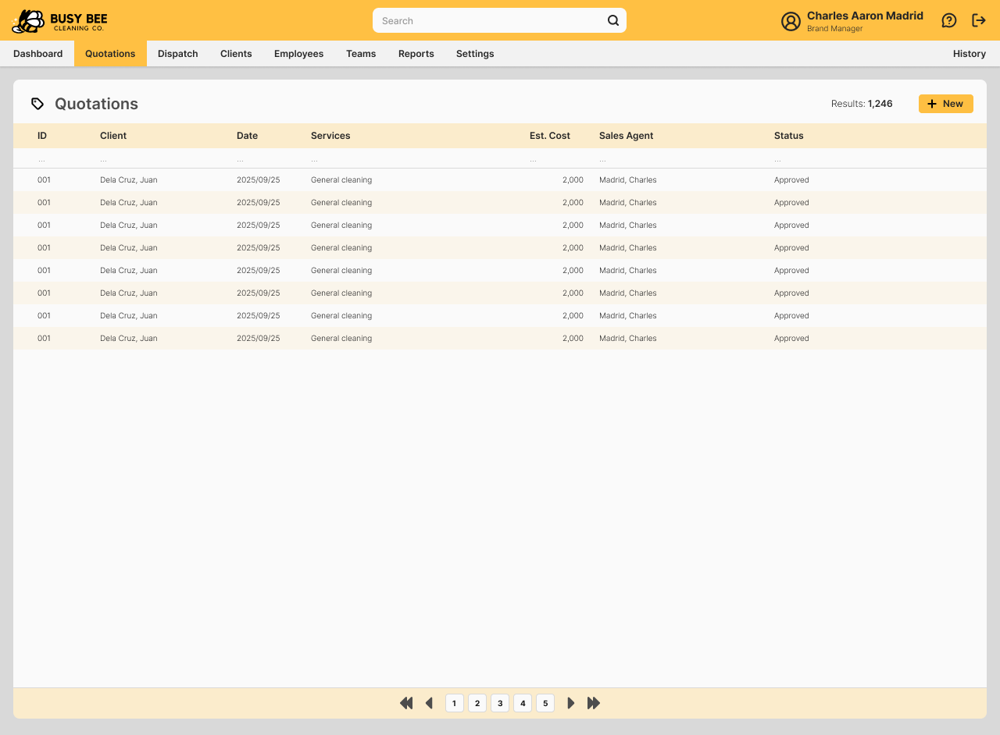 BUSY BEE
CLEANING CO.
Search
Charles Aaron Madrid
Brand Manager
Dashboard Quotations Dispatch Clients Employees Teams Reports Settings History
Quotations Results: 1,246 New
ID Client Date Services Est. Cost Sales Agent Status
... ... ... ... ... ... ...
001 Dela Cruz, Juan 2025/09/25 General cleaning 2,000 Madrid, Charles Approved
001 Dela Cruz, Juan 2025/09/25 General cleaning 2,000 Madrid, Charles Approved
001 Dela Cruz, Juan 2025/09/25 General cleaning 2,000 Madrid, Charles Approved
001 Dela Cruz, Juan 2025/09/25 General cleaning 2,000 Madrid, Charles Approved
001 Dela Cruz, Juan 2025/09/25 General cleaning 2,000 Madrid, Charles Approved
001 Dela Cruz, Juan 2025/09/25 General cleaning 2,000 Madrid, Charles Approved
001 Dela Cruz, Juan 2025/09/25 General cleaning 2,000 Madrid, Charles Approved
001 Dela Cruz, Juan 2025/09/25 General cleaning 2,000 Madrid, Charles Approved
1 2 3 4 5